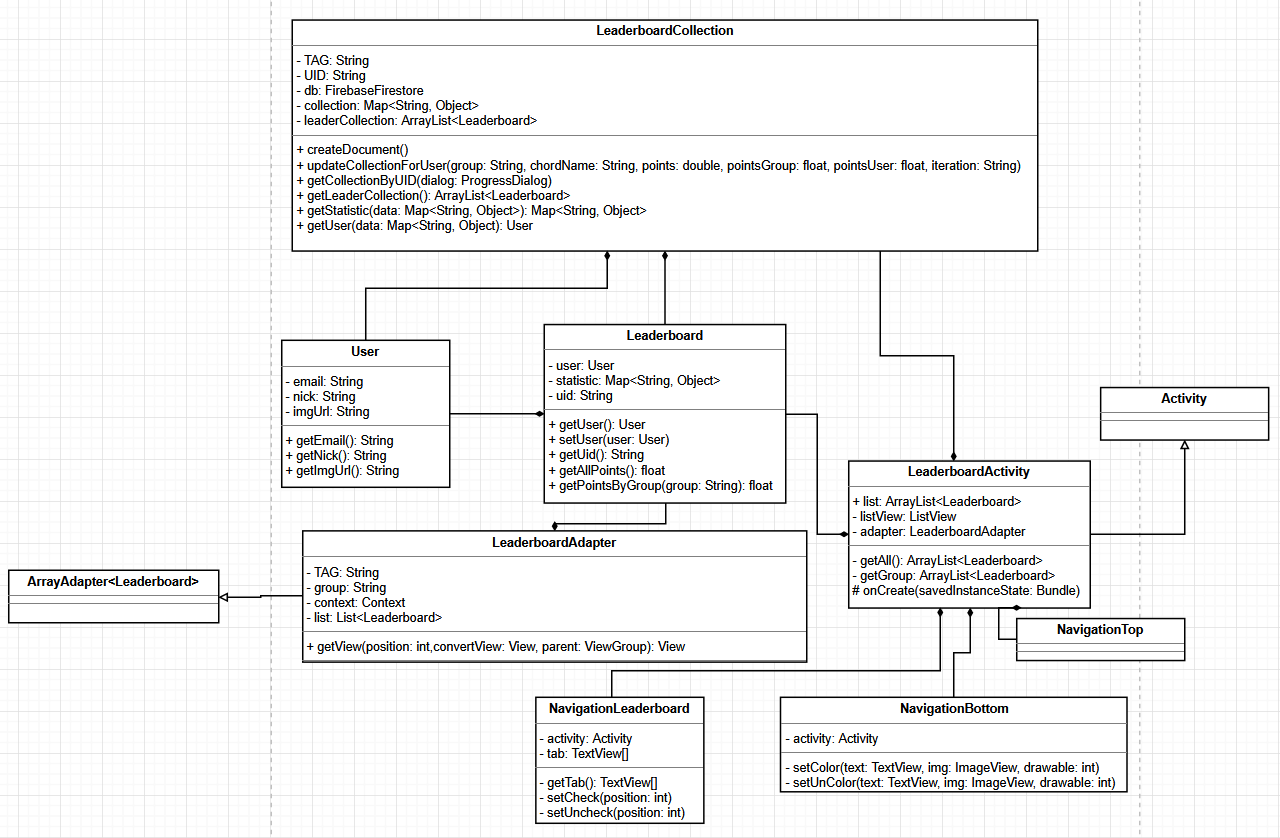 LeaderboardCollection
- TAG: String
- UID: String
- db: FirebaseFirestore
- collection: Map<String, Object>
- leaderCollection: ArrayList<Leaderboard>
+ createDocument()
+ updateCollectionForUser(group: String, chordName: String, points: double, pointsGroup: float, pointsUser: float, iteration: String)
+ getCollectionByUID(dialog: ProgressDialog)
+ getLeaderCollection(): ArrayList<Leaderboard>
+ getStatistic(data: Map<String, Object>): Map<String, Object>
+ getUser(data: Map<String, Object): User
User
- email: String
- nick: String
- imgUrl: String
+ getEmail(): String
+ getNick(): String
+ getImgUrl(): String
Leaderboard
- user: User
- statistic: Map<String, Object>
- uid: String
+ getUser(): User
+ setUser(user: User)
+ getUid(): String
+ getAllPoints(): float
+ getPointsByGroup(group: String): float
Activity
LeaderboardActivity
+ list: ArrayList<Leaderboard>
- listView: ListView
- adapter: LeaderboardAdapter
- getAll(): ArrayList<Leaderboard>
- getGroup: ArrayList<Leaderboard>
# onCreate(savedInstanceState: Bundle)
LeaderboardAdapter
- TAG: String
- group: String
- context: Context
- list: List<Leaderboard>
+ getView(position: int,convertView: View, parent: ViewGroup): View
ArrayAdapter<Leaderboard>
NavigationTop
NavigationLeaderboard
- activity: Activity
- tab: TextView[]
- getTab(): TextView[]
- setCheck(position: int)
- setUncheck(position: int)
NavigationBottom
- activity: Activity
- setColor(text: TextView, img: ImageView, drawable: int)
- setUnColor(text: TextView, img: ImageView, drawable: int)